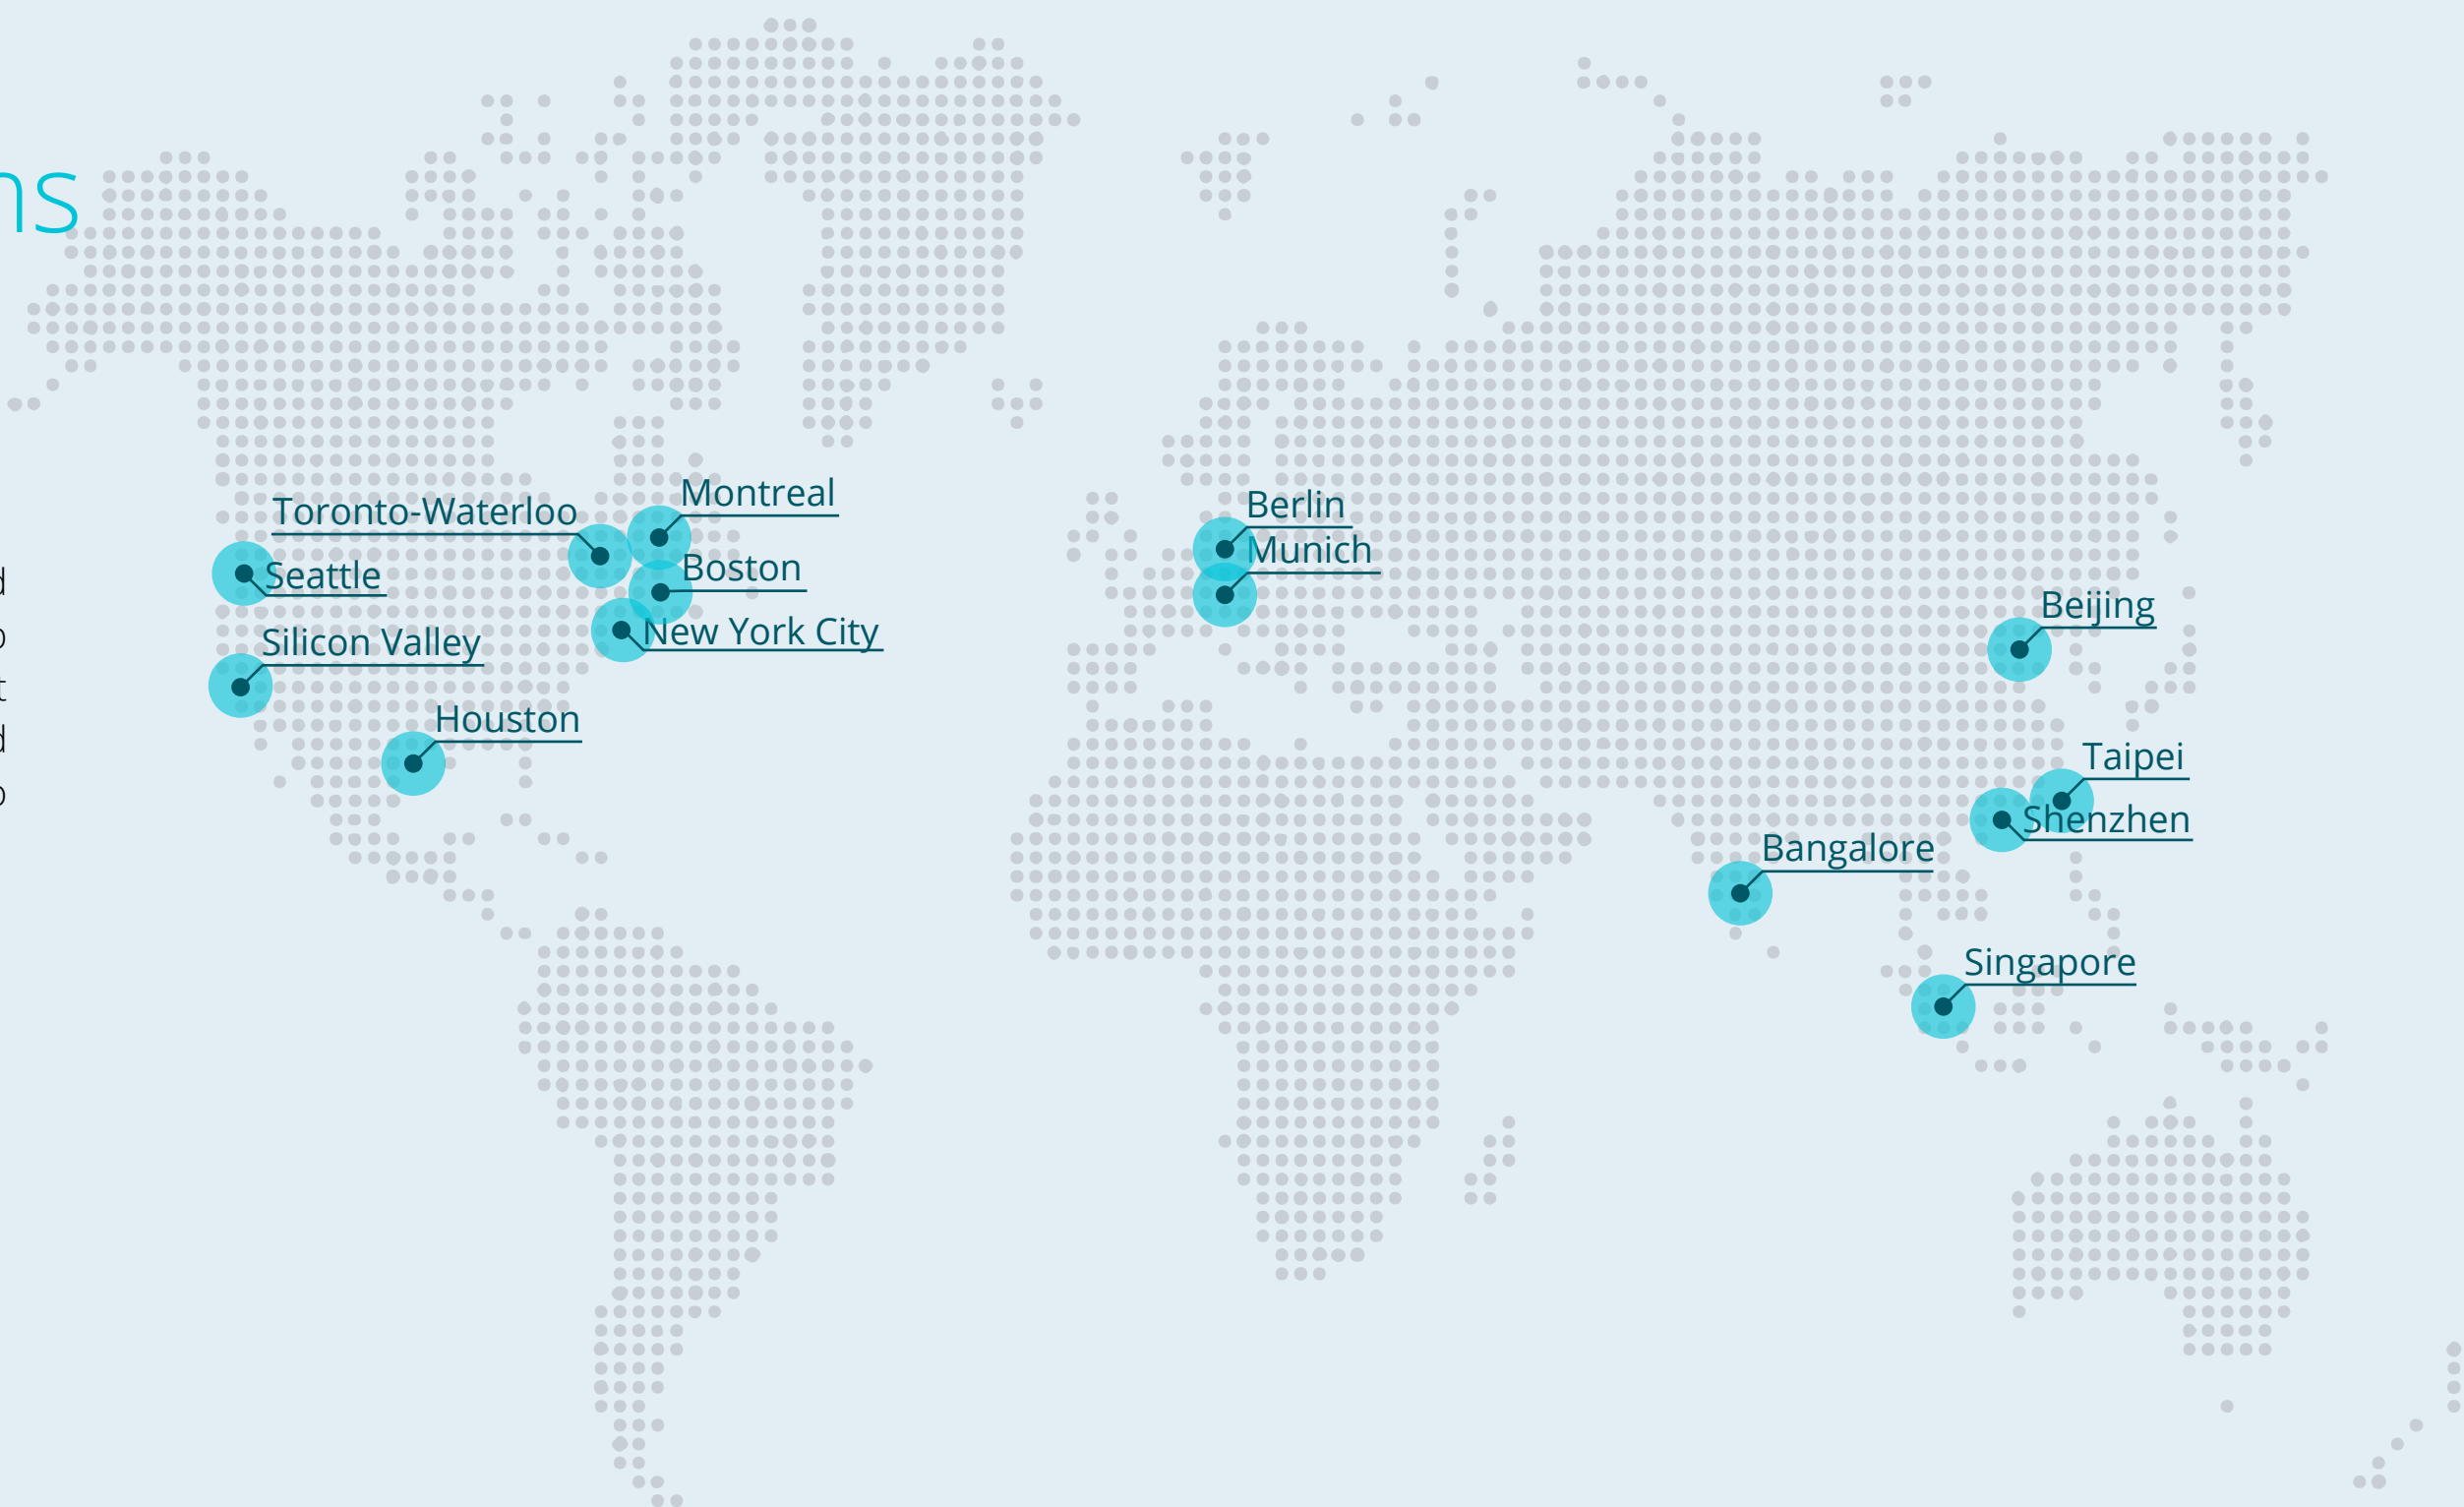 ns
Montreal
Berlin
Toronto-Waterloo
Munich
Boston
Seattle
Beijing
New York City
Silicon Valley
Houston
Taipei
Shenzhen
Bangalore
Singapore